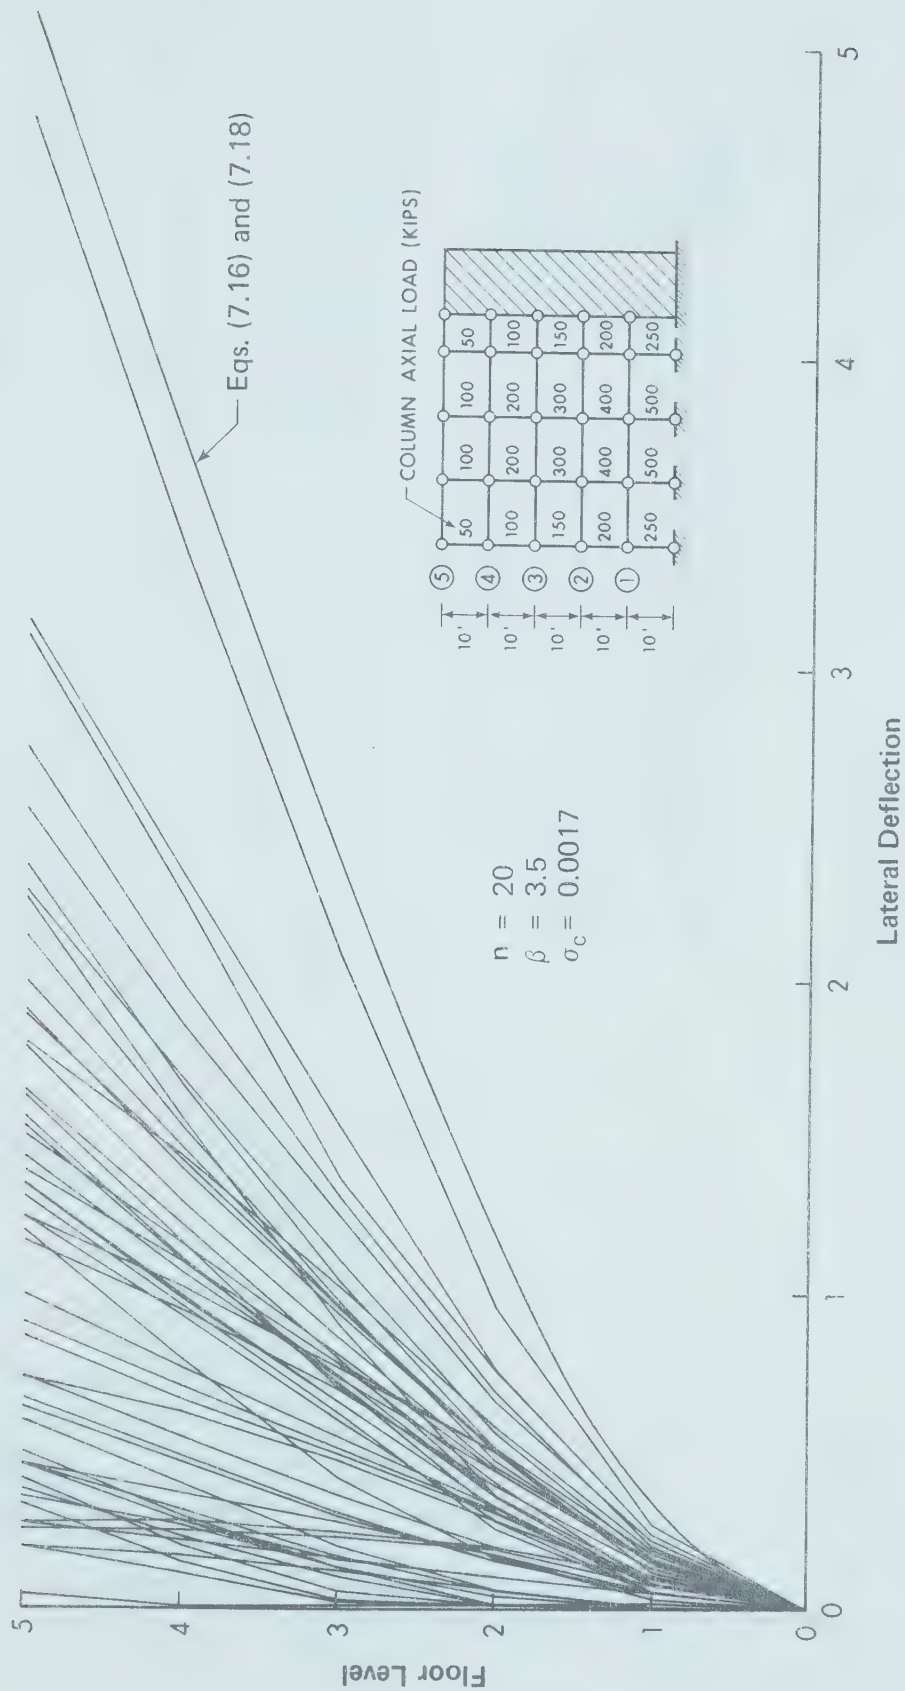 Eqs. (7.16) and (7.18)
COLUMN AXIAL LOAD (KIPS)
5
50 100 100 50
10'
4
100 200 200 100
10'
3
150 300 300 150
10'
2
200 400 400 200
10'
1
250 500 500 250
10'
n = 20
β = 3.5
σc = 0.0017
5
4
3
2
1
0
Floor Level
0 1 2 3 4 5
Lateral Deflection